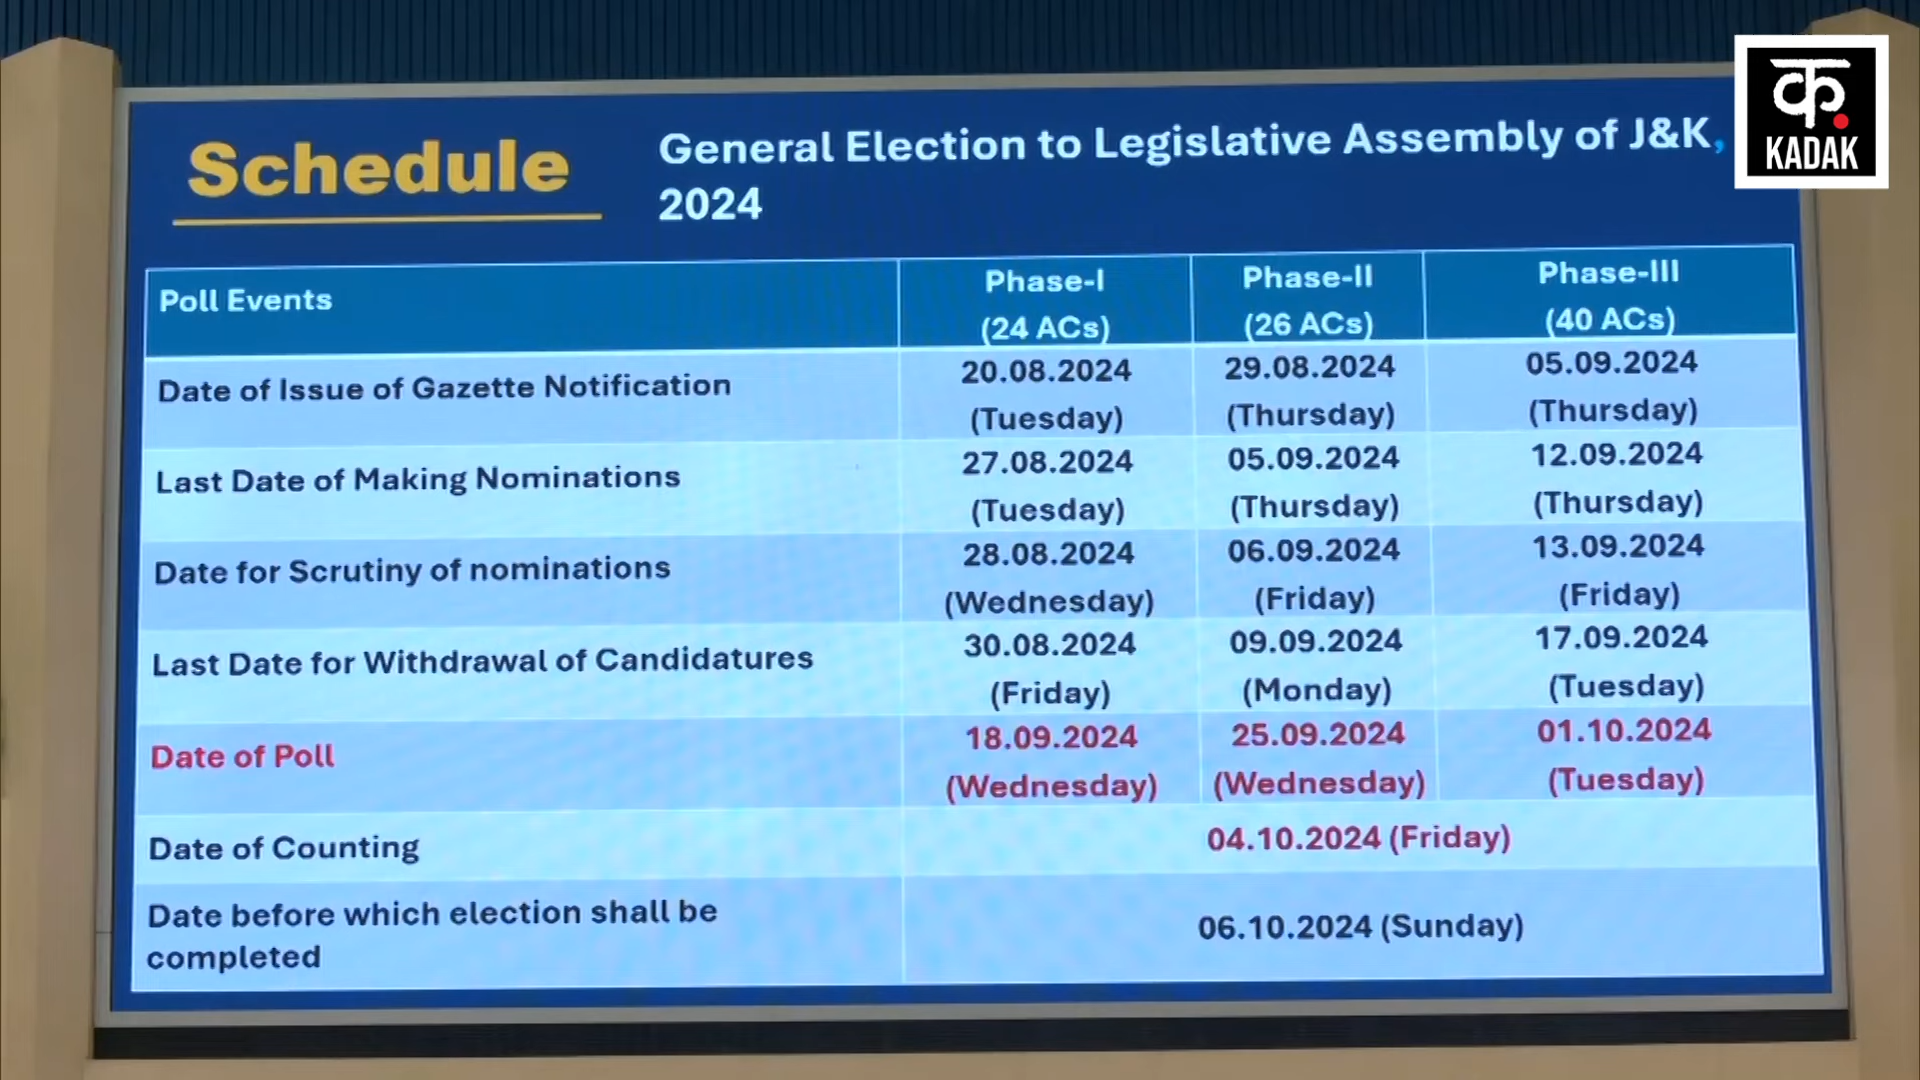 Schedule
General Election to Legislative Assembly of J&K,
2024
क.
KADAK
Poll Events
Phase-I
(24 ACs)
Phase-II
(26 ACs)
Phase-III
(40 ACs)
Date of Issue of Gazette Notification
20.08.2024
(Tuesday)
29.08.2024
(Thursday)
05.09.2024
(Thursday)
Last Date of Making Nominations
27.08.2024
(Tuesday)
05.09.2024
(Thursday)
12.09.2024
(Thursday)
Date for Scrutiny of nominations
28.08.2024
(Wednesday)
06.09.2024
(Friday)
13.09.2024
(Friday)
Last Date for Withdrawal of Candidatures
30.08.2024
(Friday)
09.09.2024
(Monday)
17.09.2024
(Tuesday)
Date of Poll
18.09.2024
(Wednesday)
25.09.2024
(Wednesday)
01.10.2024
(Tuesday)
Date of Counting
04.10.2024 (Friday)
Date before which election shall be
completed
06.10.2024 (Sunday)